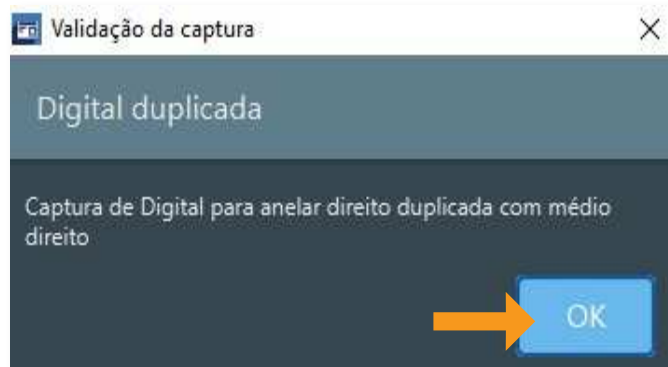 Validação da captura
Digital duplicada
Captura de Digital para anelar direito duplicada com médio
direito
OK